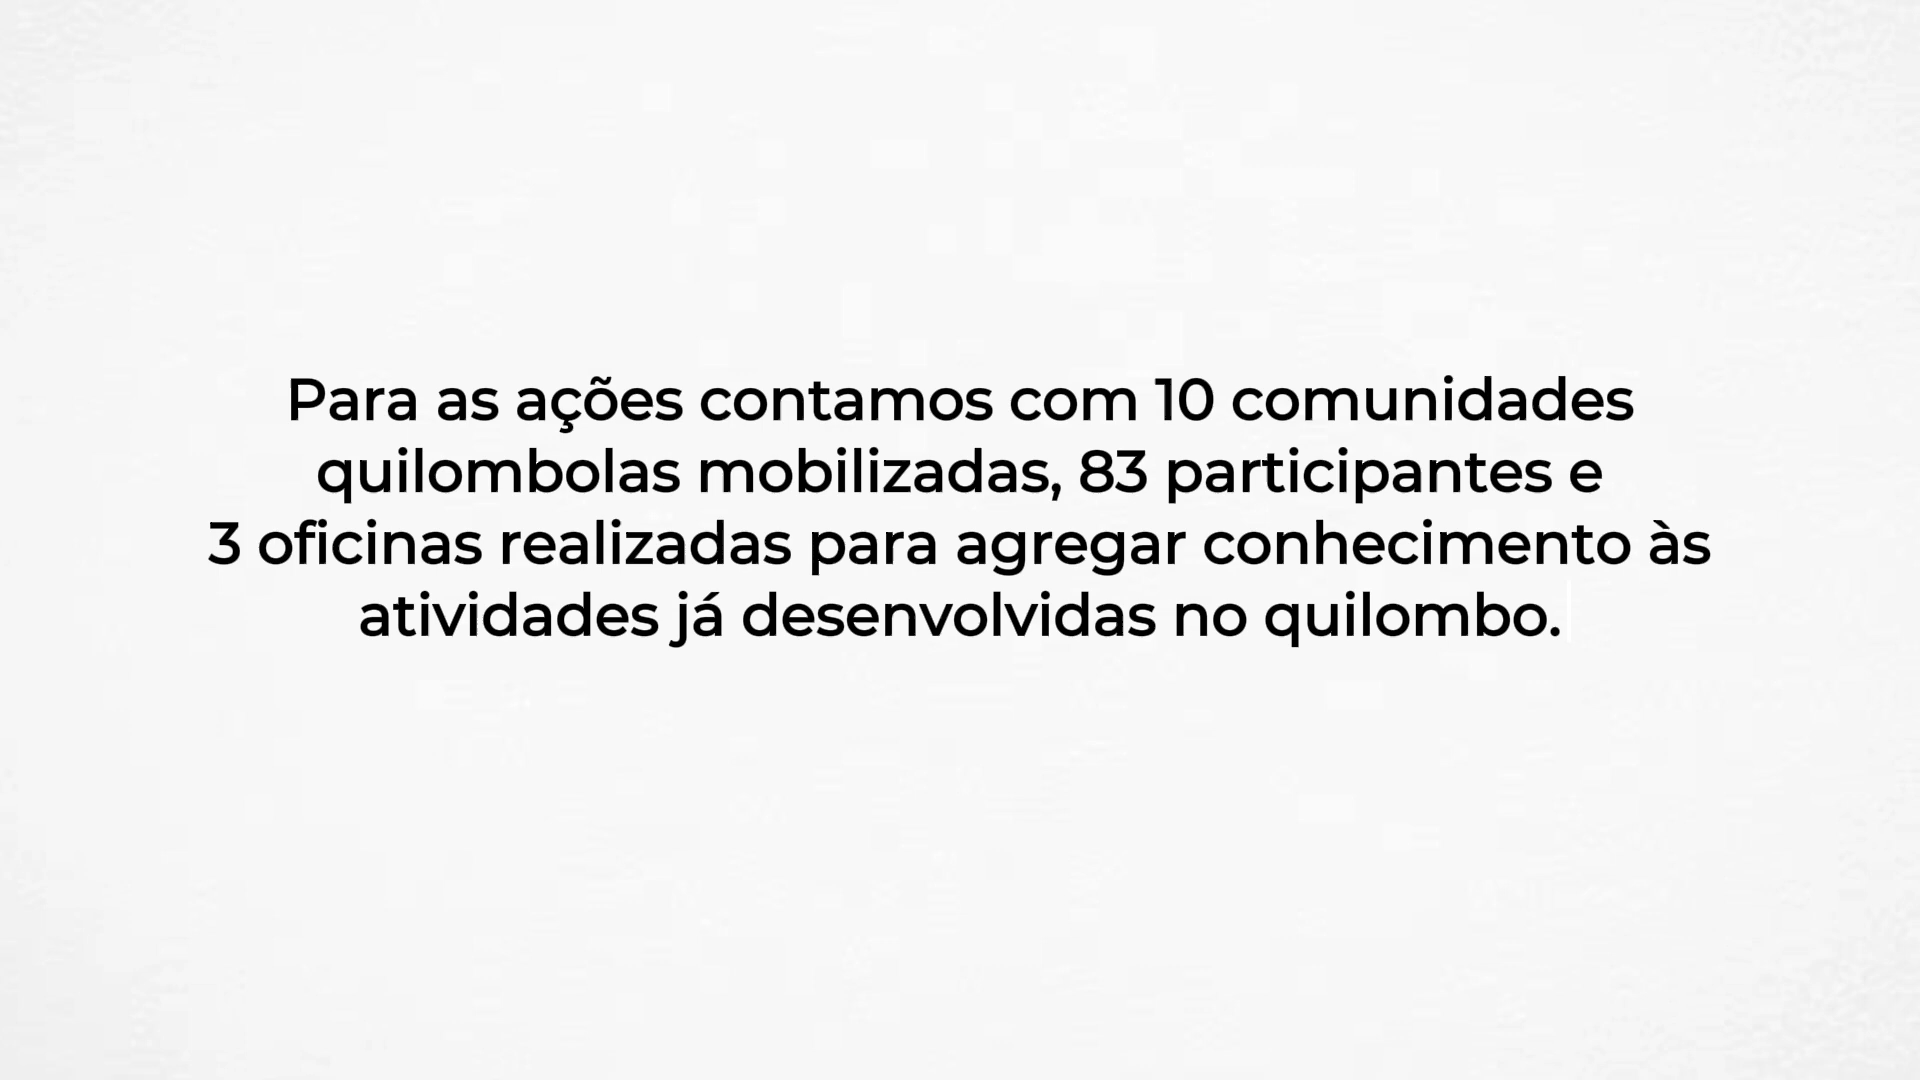 Para as ações contamos com 10 comunidades
quilombolas mobilizadas, 83 participantes e
3 oficinas realizadas para agregar conhecimento às
atividades já desenvolvidas no quilombo.